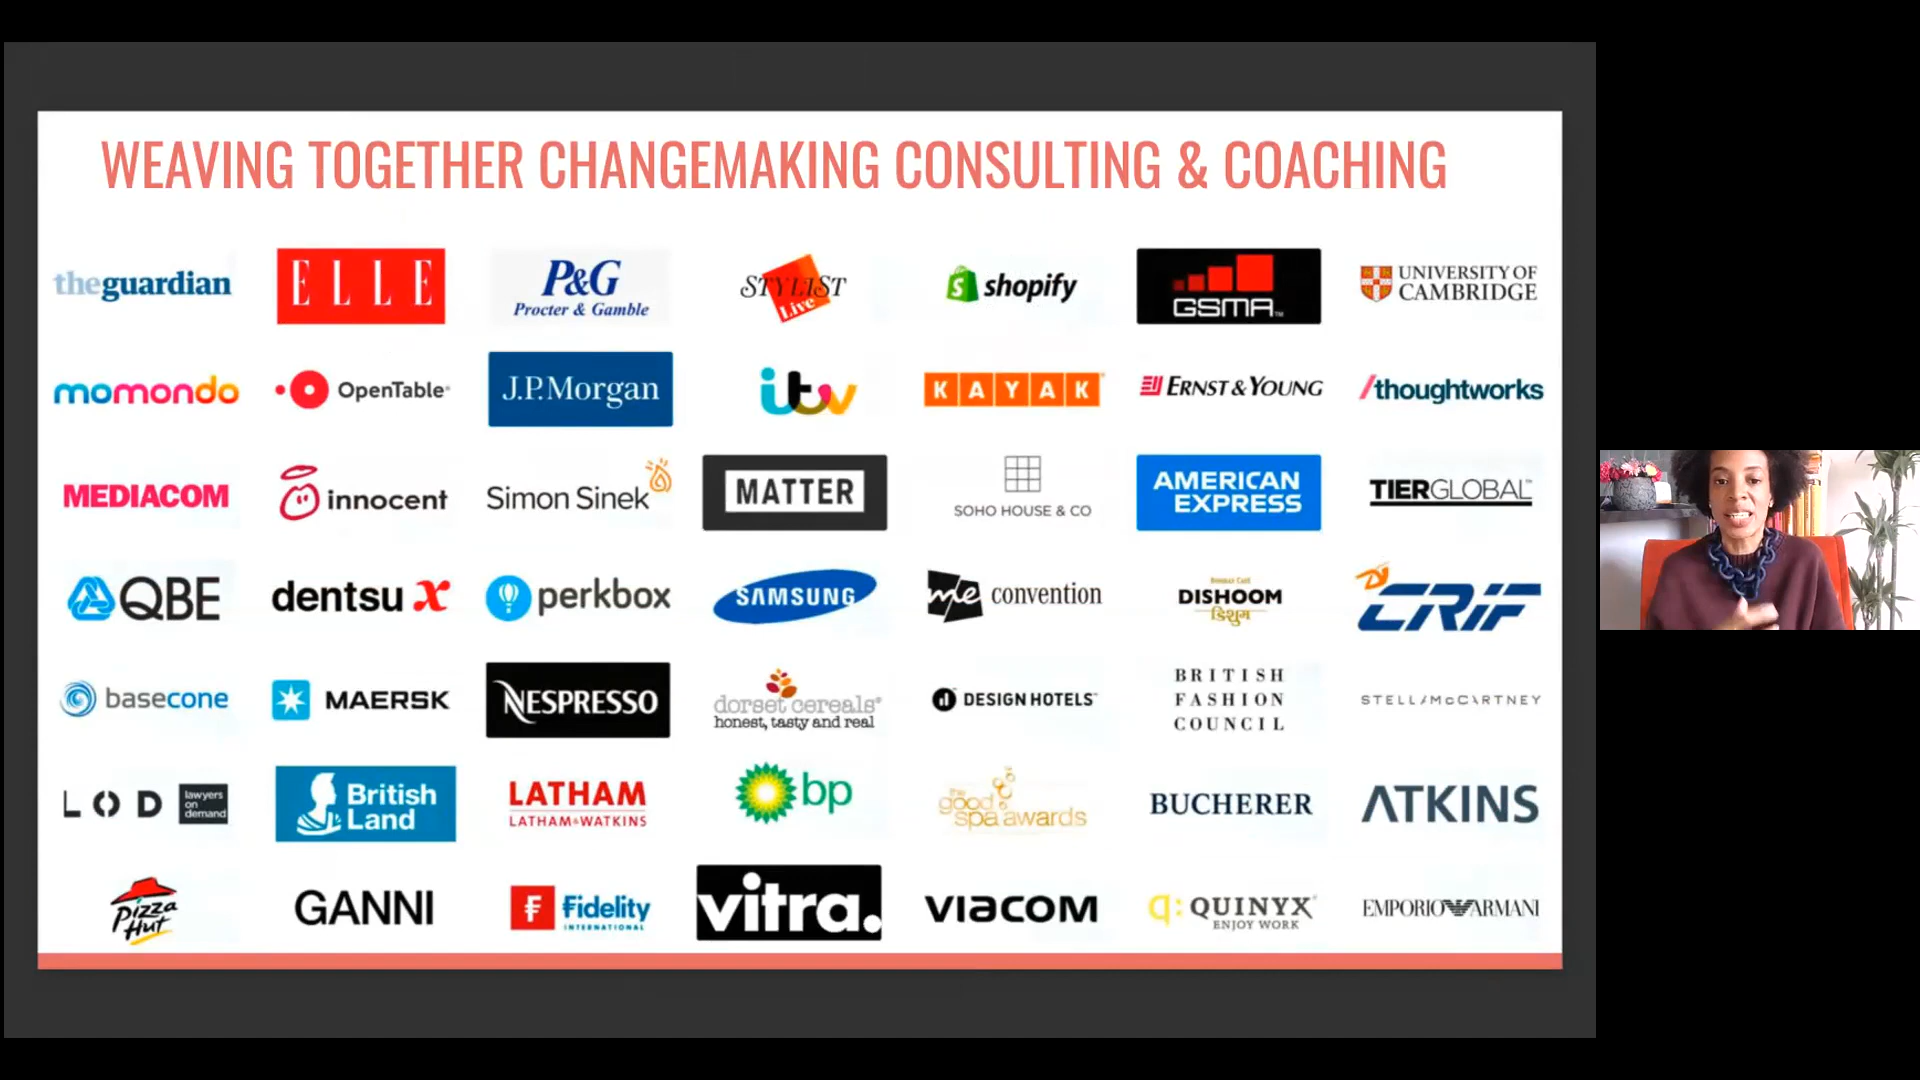 WEAVING TOGETHER CHANGEMAKING CONSULTING & COACHING
theguardian
ELLE
P&G
Procter & Gamble
STYLIST
Live
shopify
GSMA™
UNIVERSITY OF
CAMBRIDGE
momondo
OpenTable®
J.P.Morgan
itv
KAYAK
ERNST & YOUNG
/thoughtworks
MEDIACOM
innocent
Simon Sinek
MATTER
SOHO HOUSE & CO
AMERICAN
EXPRESS
TIERGLOBAL™
QBE
dentsu x
perkbox
SAMSUNG
me convention
DISHOOM
डिशूम
CRIF
basecone
MAERSK
NESPRESSO
dorset cereals®
honest, tasty and real
DESIGN HOTELS™
BRITISH
FASHION
COUNCIL
STELLA McCARTNEY
LOD
lawyers
on
demand
British
Land
LATHAM
LATHAM&WATKINS
bp
the
good
spa awards
BUCHERER
ATKINS
Pizza
Hut
GANNI
Fidelity
INTERNATIONAL
vitra.
VIACOM
q: QUINYX
ENJOY WORK
EMPORIO ARMANI